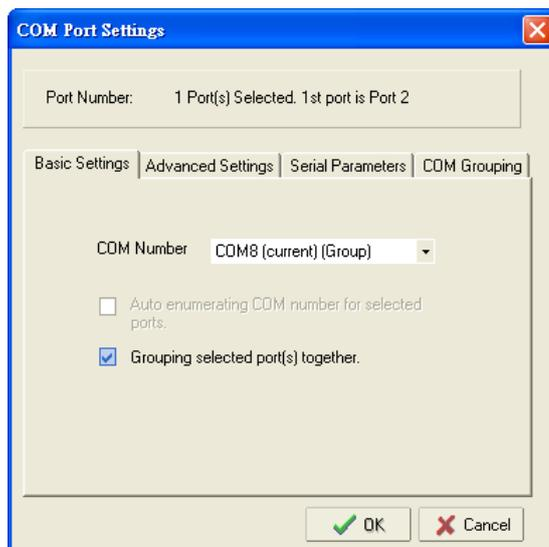 COM Port Settings
Port Number: 1 Port(s) Selected. 1st port is Port 2
Basic Settings Advanced Settings Serial Parameters COM Grouping
COM Number COM8 (current) (Group)
Auto enumerating COM number for selected
ports.
Grouping selected port(s) together.
OK Cancel